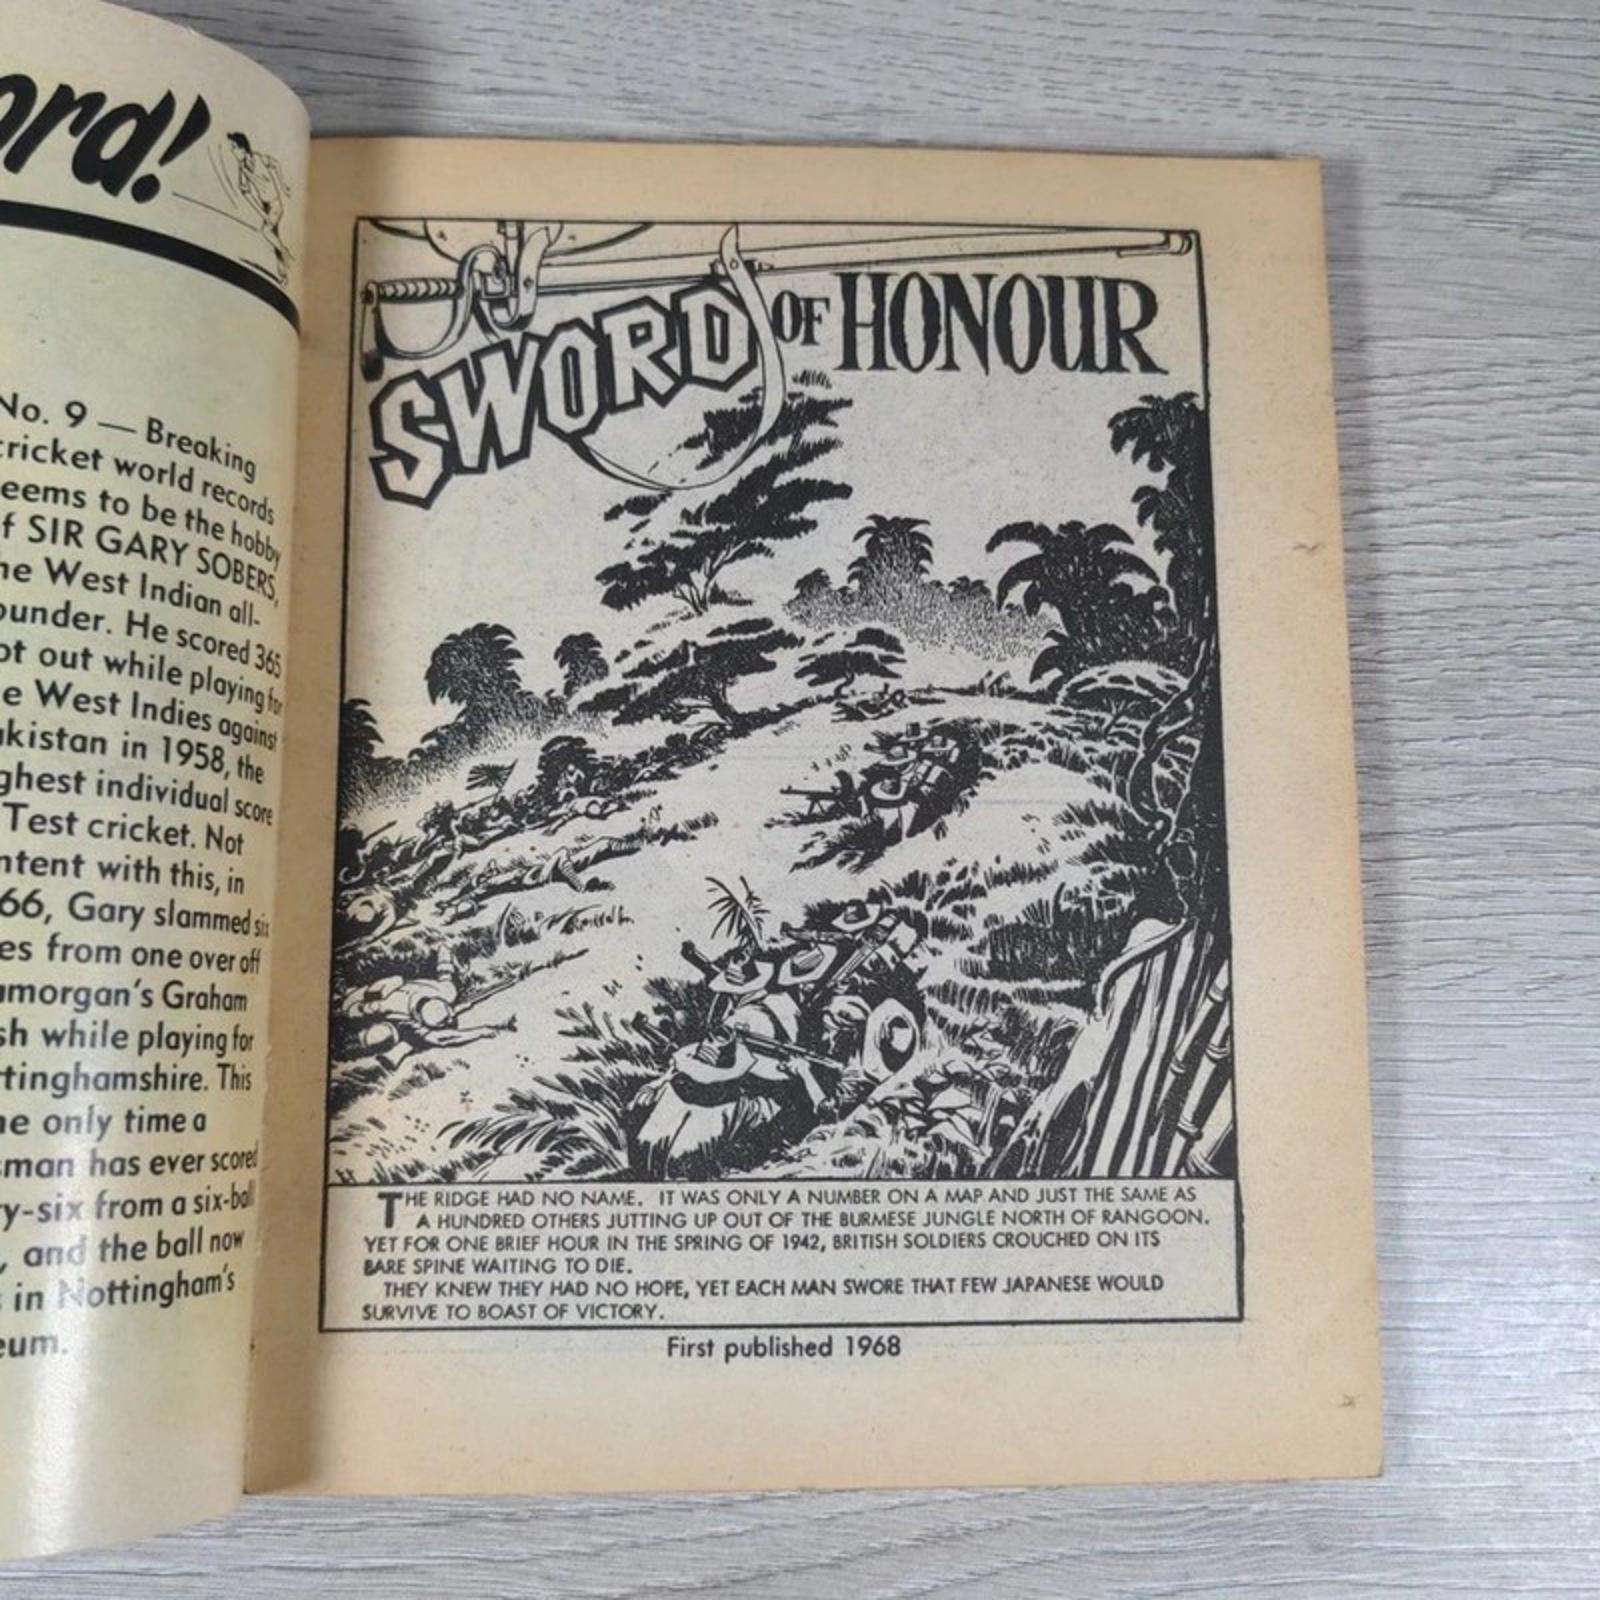 ord!
No. 9 — Breaking
cricket world records
eems to be the hobby
f SIR GARY SOBERS,
he West Indian all-
ounder. He scored 365
ot out while playing for
e West Indies against
akistan in 1958, the
ghest individual score
Test cricket. Not
ntent with this, in
66, Gary slammed six
es from one over off
amorgan's Graham
sh while playing for
ttinghamshire. This
ne only time a
sman has ever scored
y-six from a six-ball
, and the ball now
s in Nottingham's
eum.
SWORD OF HONOUR
THE RIDGE HAD NO NAME. IT WAS ONLY A NUMBER ON A MAP AND JUST THE SAME AS
A HUNDRED OTHERS JUTTING UP OUT OF THE BURMESE JUNGLE NORTH OF RANGOON.
YET FOR ONE BRIEF HOUR IN THE SPRING OF 1942, BRITISH SOLDIERS CROUCHED ON ITS
BARE SPINE WAITING TO DIE.
THEY KNEW THEY HAD NO HOPE, YET EACH MAN SWORE THAT FEW JAPANESE WOULD
SURVIVE TO BOAST OF VICTORY.
First published 1968